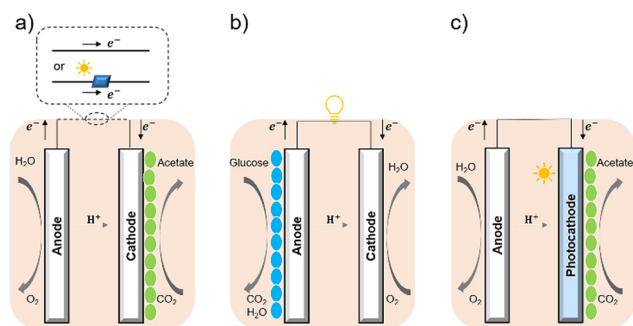 a)
e⁻
or
e⁻
e⁻
e⁻
H₂O
Acetate
Anode
H⁺
Cathode
O₂
CO₂
b)
e⁻
e⁻
Glucose
H₂O
Anode
H⁺
Cathode
CO₂
H₂O
O₂
c)
e⁻
e⁻
H₂O
Acetate
Anode
H⁺
Photocathode
O₂
CO₂